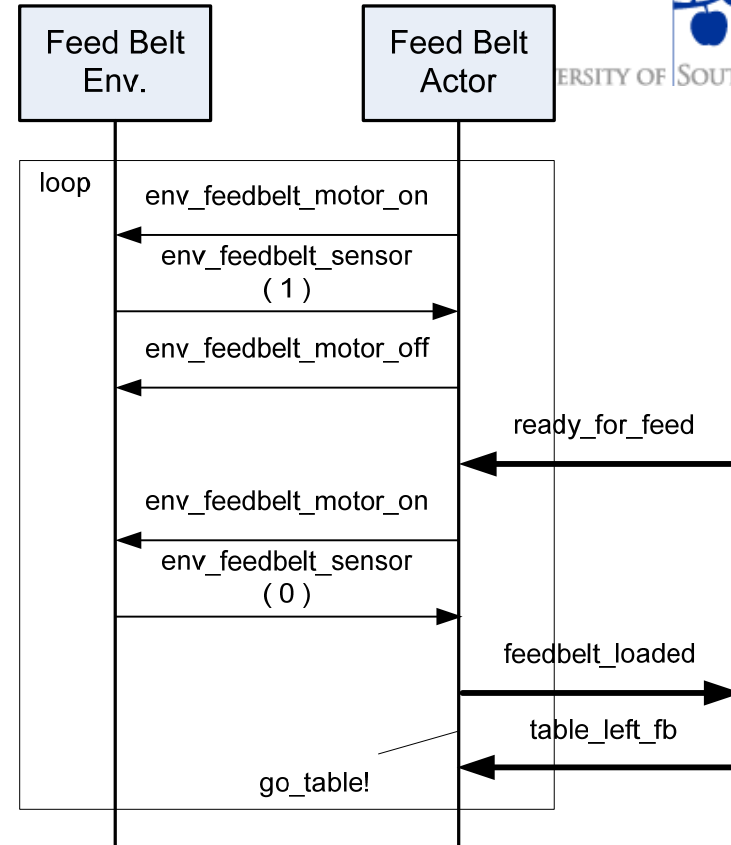 Feed Belt
Env.
Feed Belt
Actor
ERSITY OF SOUT
loop
env_feedbelt_motor_on
env_feedbelt_sensor
( 1 )
env_feedbelt_motor_off
ready_for_feed
env_feedbelt_motor_on
env_feedbelt_sensor
( 0 )
feedbelt_loaded
table_left_fb
go_table!